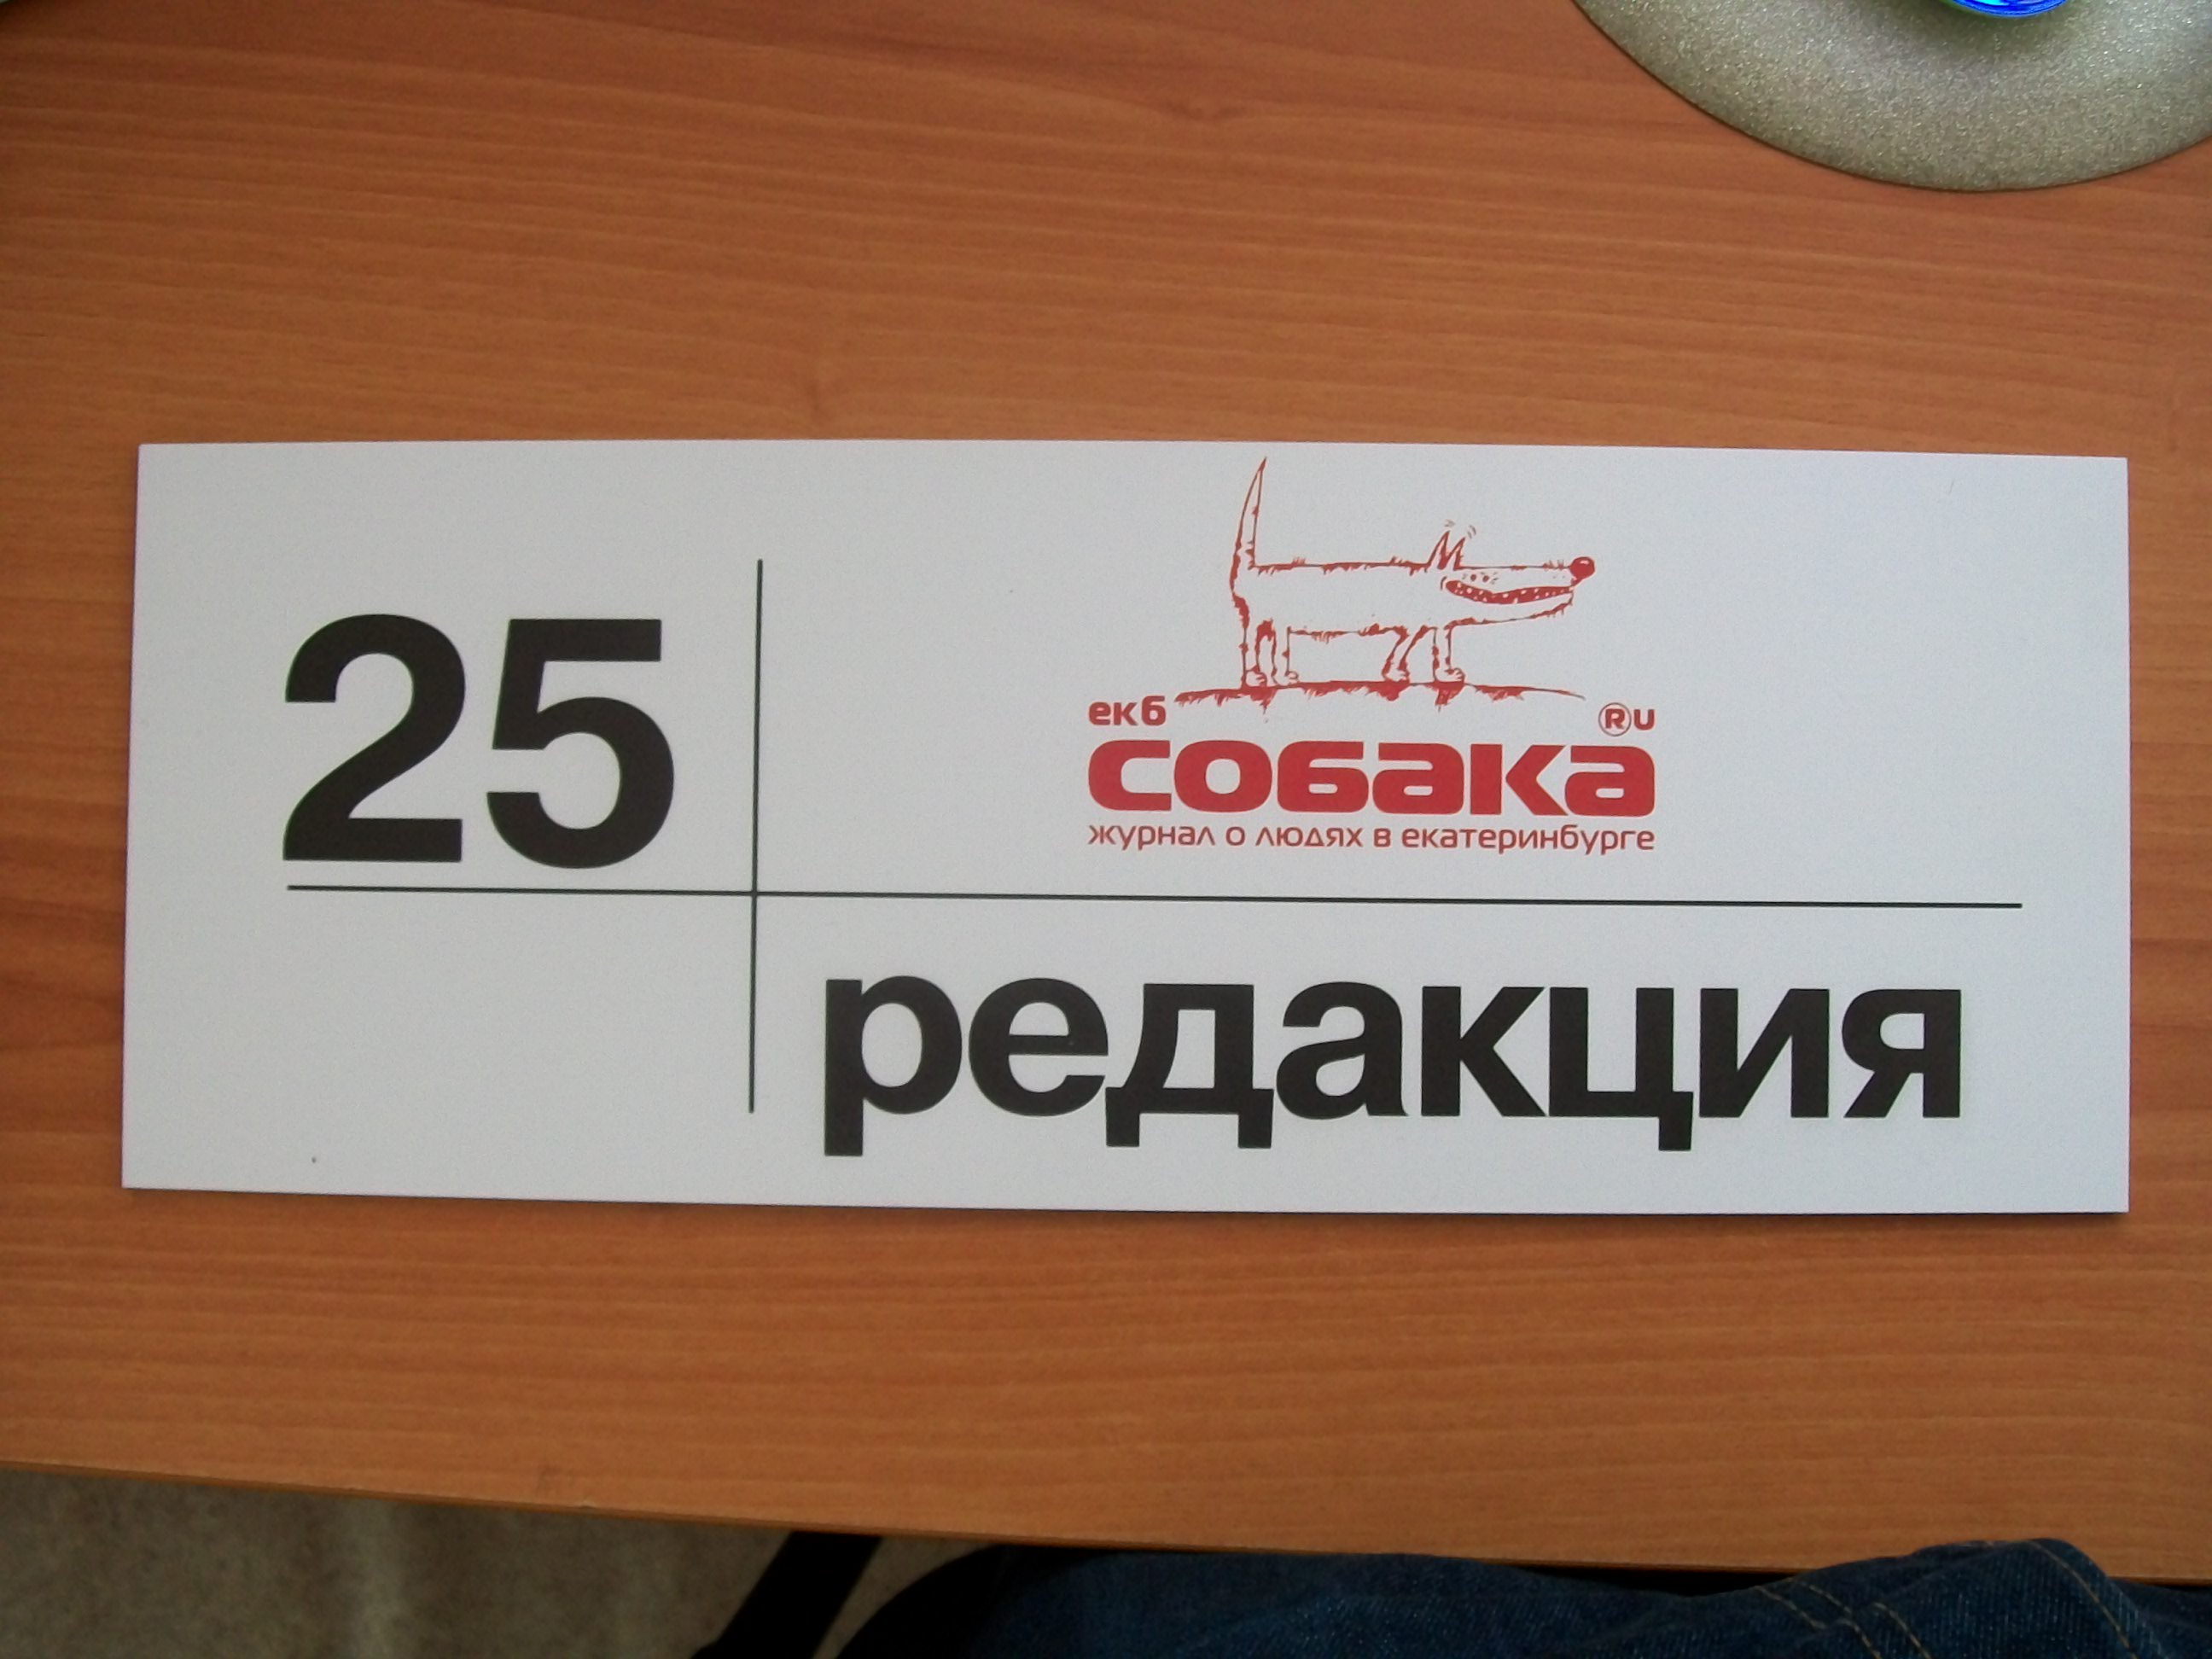 25
екб ®U
собака
журнал о людях в екатеринбурге
редакция